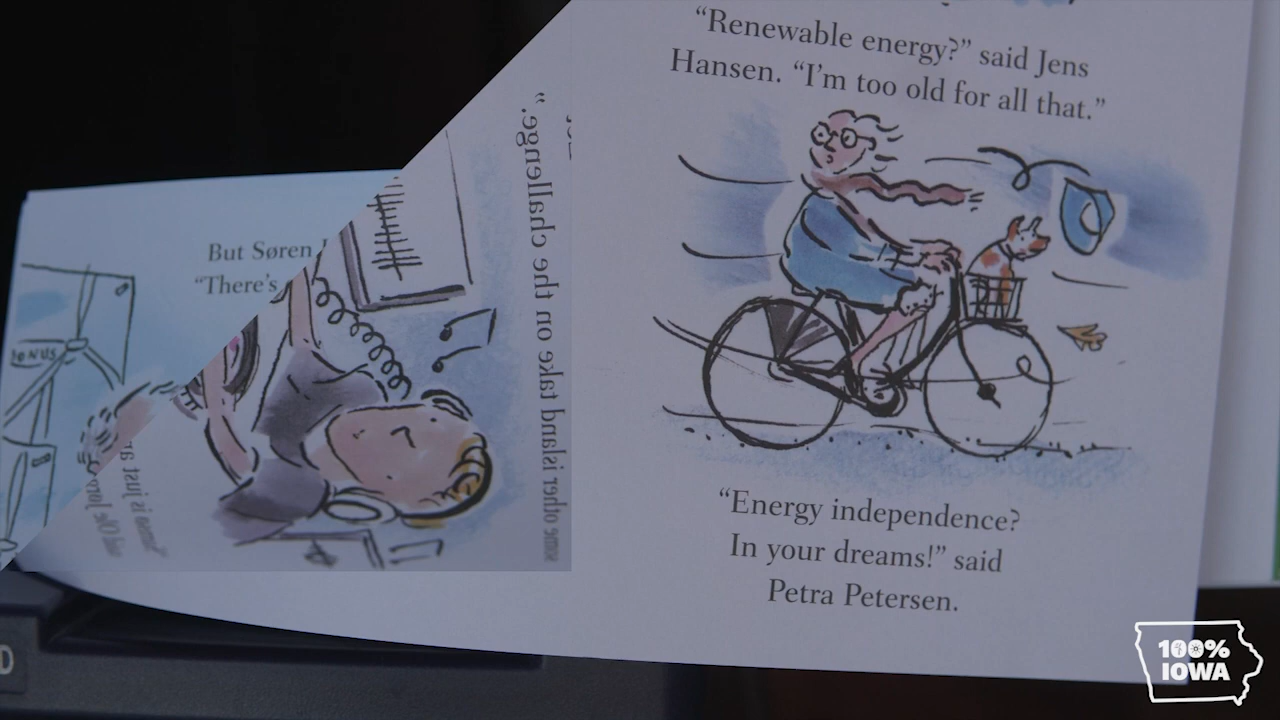 “Renewable energy?” said Jens
Hansen. “I’m too old for all that.”
“Energy independence?
In your dreams!” said
Petra Petersen.
But Søren
“There’s
some other island take on the challenge.”
BONUS
D
100%
IOWA